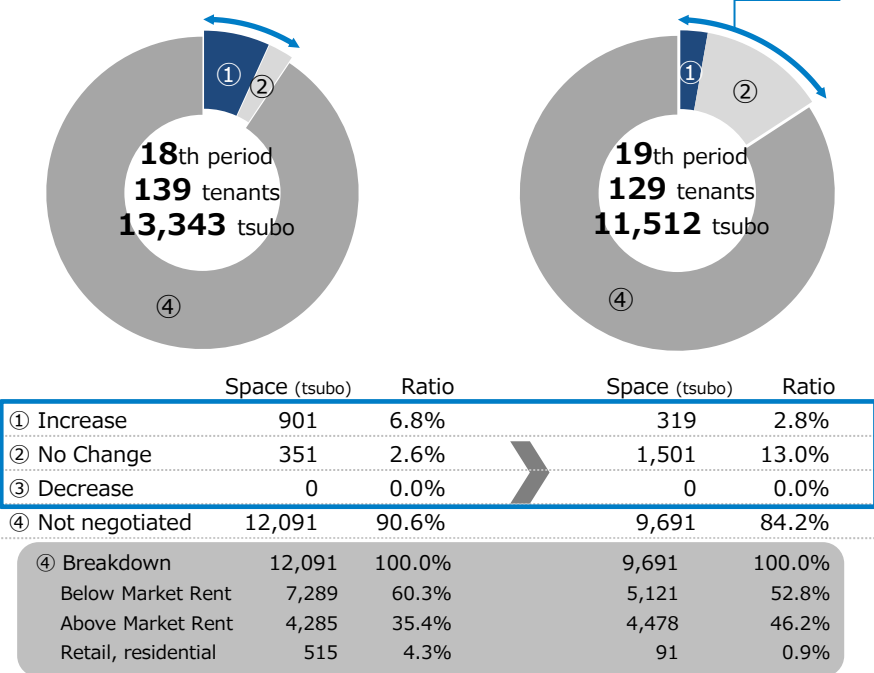 ①
②
18th period
139 tenants
13,343 tsubo
④
①
②
19th period
129 tenants
11,512 tsubo
④
Space (tsubo) Ratio Space (tsubo) Ratio
① Increase 901 6.8% 319 2.8%
② No Change 351 2.6% 1,501 13.0%
③ Decrease 0 0.0% 0 0.0%
④ Not negotiated 12,091 90.6% 9,691 84.2%
④ Breakdown 12,091 100.0% 9,691 100.0%
Below Market Rent 7,289 60.3% 5,121 52.8%
Above Market Rent 4,285 35.4% 4,478 46.2%
Retail, residential 515 4.3% 91 0.9%